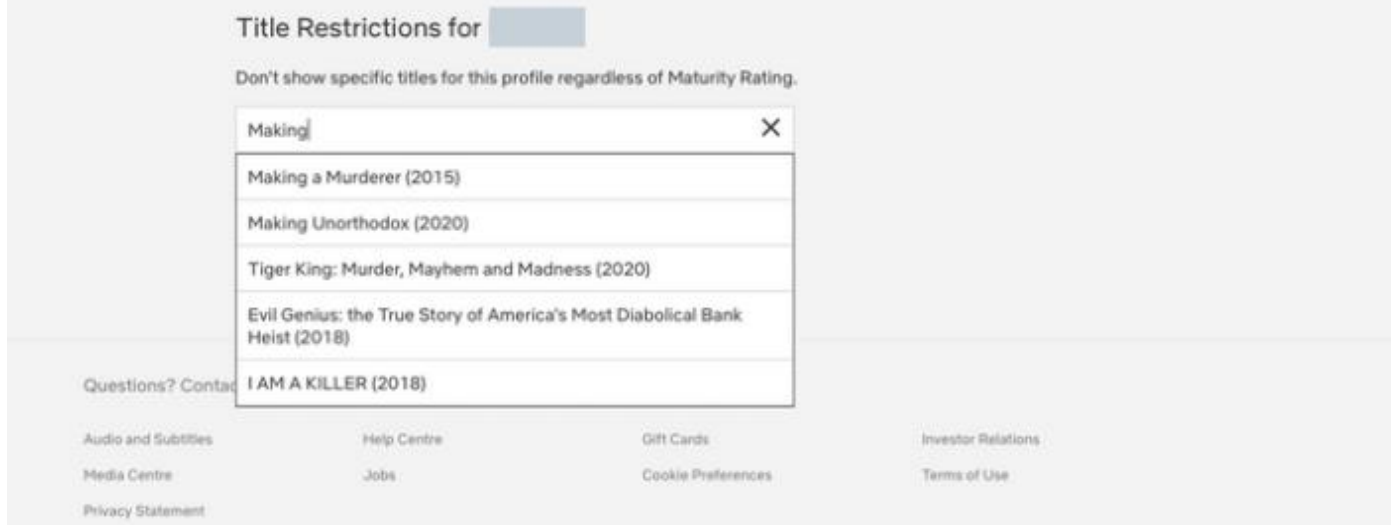 Title Restrictions for
Don't show specific titles for this profile regardless of Maturity Rating.
Making
Making a Murderer (2015)
Making Unorthodox (2020)
Tiger King: Murder, Mayhem and Madness (2020)
Evil Genius: the True Story of America's Most Diabolical Bank
Heist (2018)
I AM A KILLER (2018)
Questions?
Audio and Subtitles Help Centre Gift Cards Investor Relations
Media Centre Jobs Cookie Preferences Terms of Use
Privacy Statement